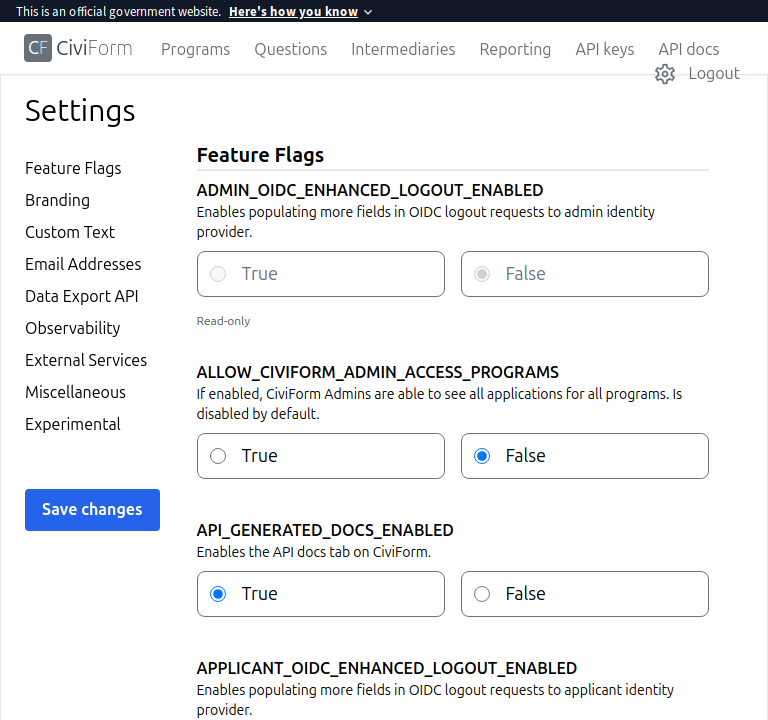 This is an official government website. Here's how you know
CF CiviForm Programs Questions Intermediaries Reporting API keys API docs
Logout
Settings
Feature Flags
Branding
Custom Text
Email Addresses
Data Export API
Observability
External Services
Miscellaneous
Experimental
Save changes
Feature Flags
ADMIN_OIDC_ENHANCED_LOGOUT_ENABLED
Enables populating more fields in OIDC logout requests to admin identity
provider.
True False
Read-only
ALLOW_CIVIFORM_ADMIN_ACCESS_PROGRAMS
If enabled, CiviForm Admins are able to see all applications for all programs. Is
disabled by default.
True False
API_GENERATED_DOCS_ENABLED
Enables the API docs tab on CiviForm.
True False
APPLICANT_OIDC_ENHANCED_LOGOUT_ENABLED
Enables populating more fields in OIDC logout requests to applicant identity
provider.